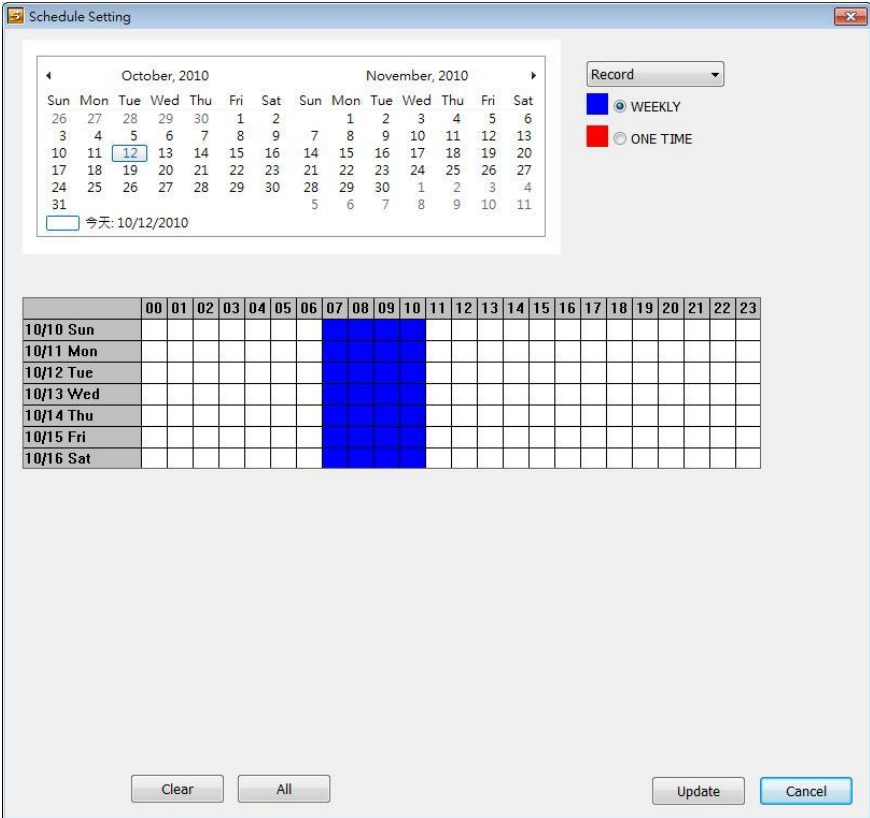 Schedule Setting
October, 2010 November, 2010
Sun Mon Tue Wed Thu Fri Sat Sun Mon Tue Wed Thu Fri Sat
26 27 28 29 30 1 2 1 2 3 4 5 6
3 4 5 6 7 8 9 7 8 9 10 11 12 13
10 11 12 13 14 15 16 14 15 16 17 18 19 20
17 18 19 20 21 22 23 21 22 23 24 25 26 27
24 25 26 27 28 29 30 28 29 30 1 2 3 4
31 5 6 7 8 9 10 11
今天: 10/12/2010
Record
WEEKLY
ONE TIME
00 01 02 03 04 05 06 07 08 09 10 11 12 13 14 15 16 17 18 19 20 21 22 23
10/10 Sun
10/11 Mon
10/12 Tue
10/13 Wed
10/14 Thu
10/15 Fri
10/16 Sat
Clear All Update Cancel